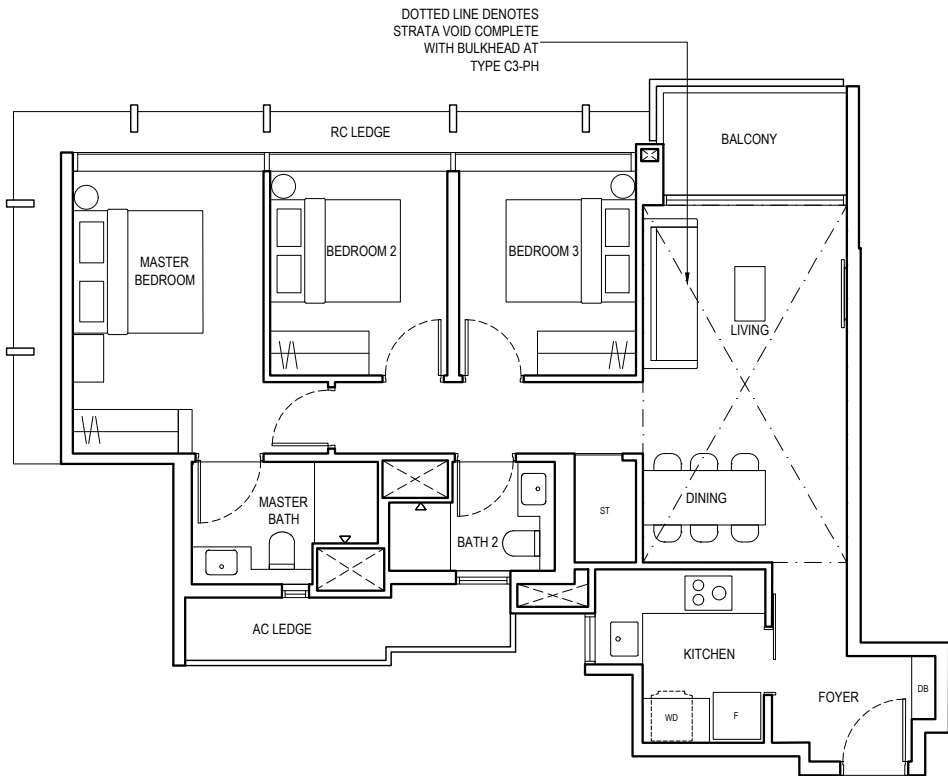 DOTTED LINE DENOTES
STRATA VOID COMPLETE
WITH BULKHEAD AT
TYPE C3-PH
RC LEDGE
BALCONY
MASTER
BEDROOM
BEDROOM 2
BEDROOM 3
LIVING
MASTER
BATH
BATH 2
ST
DINING
AC LEDGE
KITCHEN
WD
F
FOYER
DB